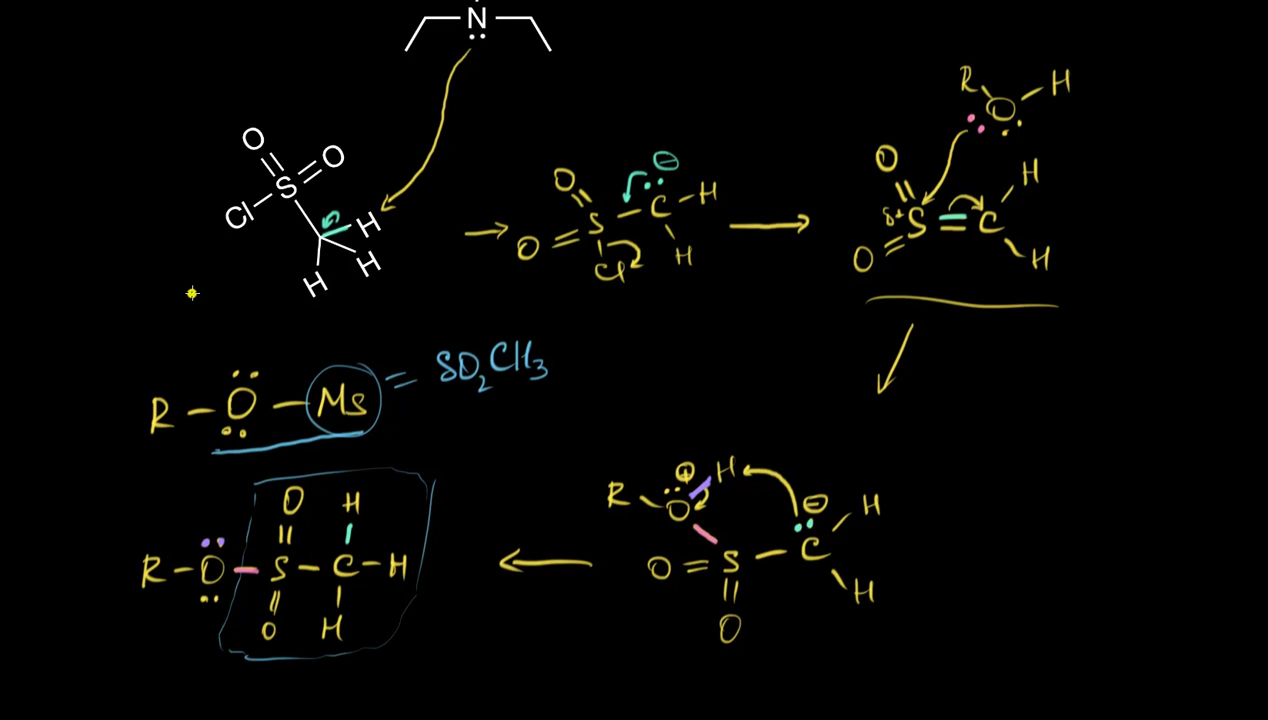 N
R O H
O O
S
Cl
H
H H
O
S C H
O
Cl H
⊖
O H
δ+ S = C
O H
R - O - Ms = SO2CH3
⊕ H
R O ⊖ H
O = S - C
H
O
O H
R - O - S - C - H
O H